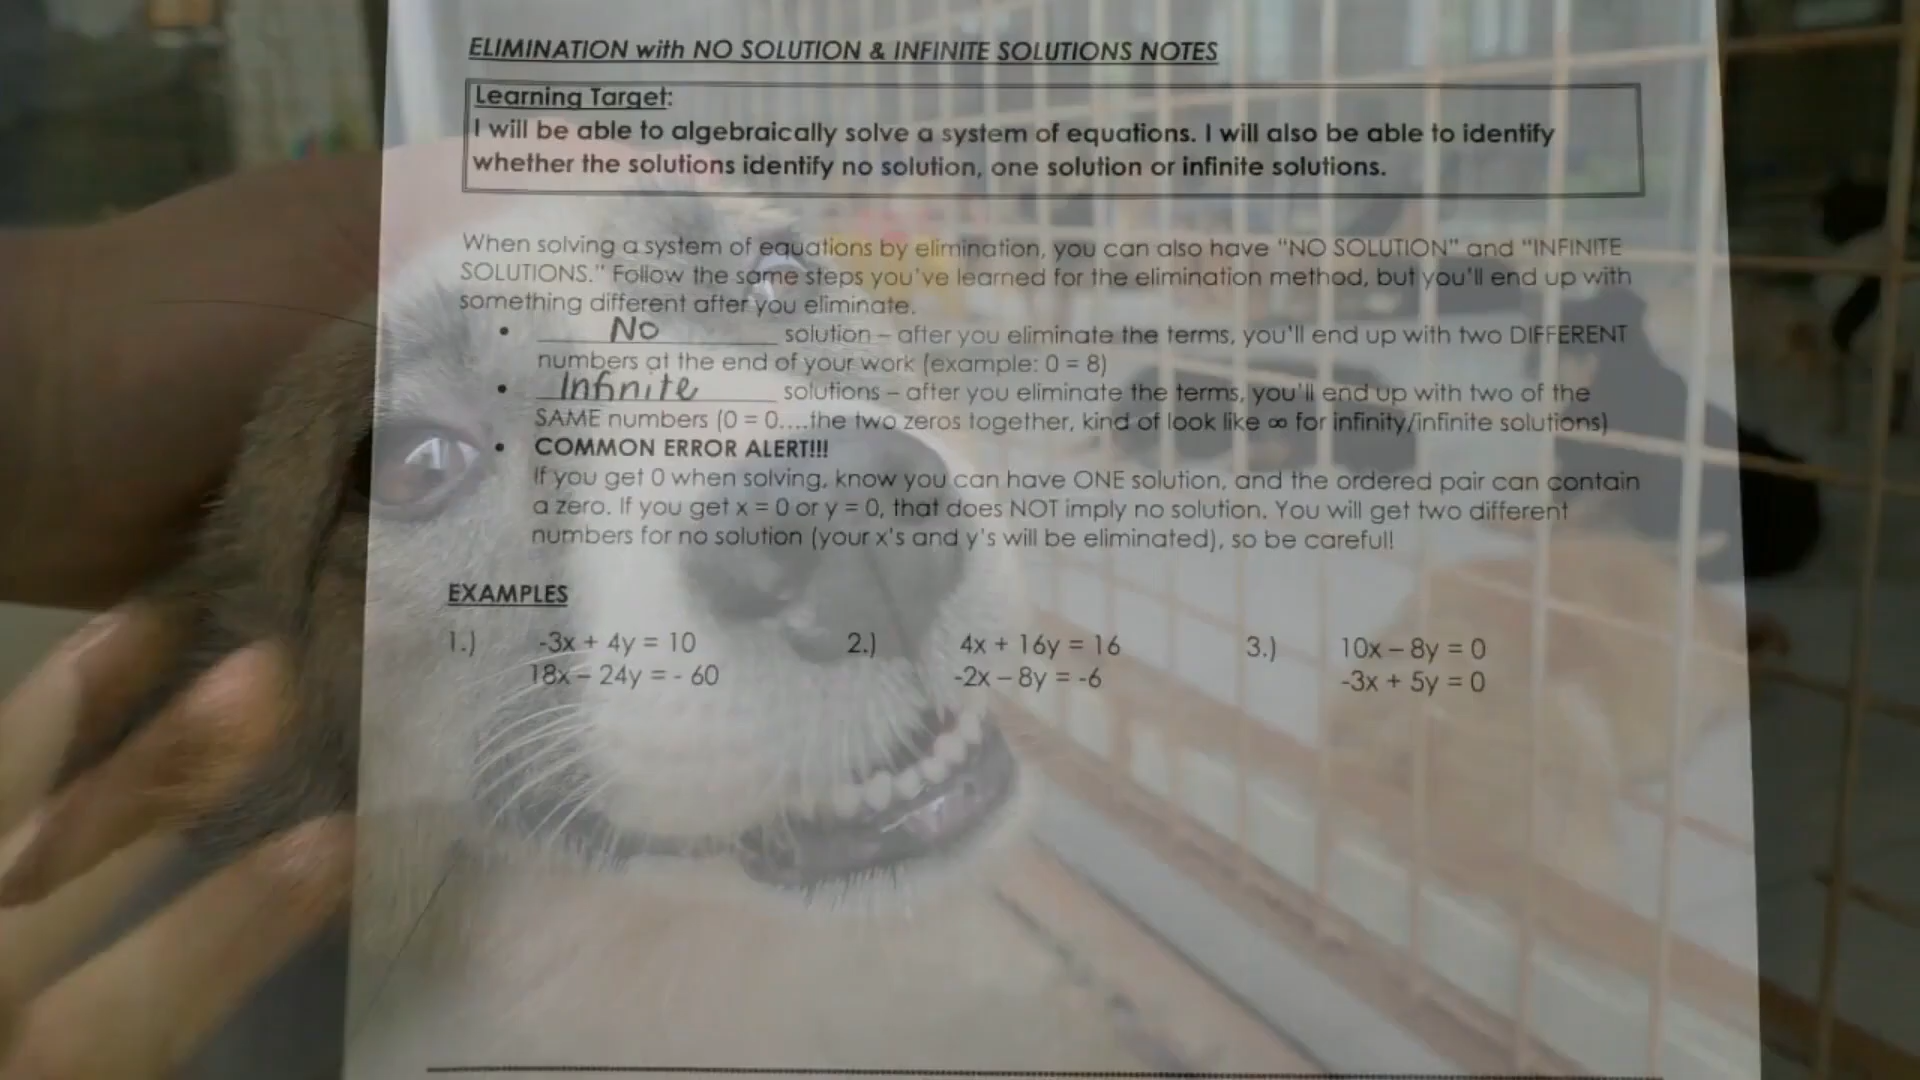 ELIMINATION with NO SOLUTION & INFINITE SOLUTIONS NOTES
Learning Target:
I will be able to algebraically solve a system of equations. I will also be able to identify
whether the solutions identify no solution, one solution or infinite solutions.
When solving a system of equations by elimination, you can also have "NO SOLUTION" and "INFINITE
SOLUTIONS." Follow the same steps you've learned for the elimination method, but you'll end up with
something different after you eliminate.
• No solution – after you eliminate the terms, you'll end up with two DIFFERENT
numbers at the end of your work (example: 0 = 8)
• Infinite solutions – after you eliminate the terms, you'll end up with two of the
SAME numbers (0 = 0....the two zeros together, kind of look like ∞ for infinity/infinite solutions)
• COMMON ERROR ALERT!!!
If you get 0 when solving, know you can have ONE solution, and the ordered pair can contain
a zero. If you get x = 0 or y = 0, that does NOT imply no solution. You will get two different
numbers for no solution (your x's and y's will be eliminated), so be careful!
EXAMPLES
1.) -3x + 4y = 10 2.) 4x + 16y = 16 3.) 10x – 8y = 0
18x – 24y = - 60 -2x – 8y = -6 -3x + 5y = 0